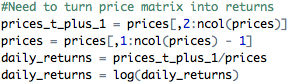 #Need to turn price matrix into returns
prices_t_plus_1 = prices[,2:ncol(prices)]
prices = prices[,1:ncol(prices) - 1]
daily_returns = prices_t_plus_1/prices
daily_returns = log(daily_returns)